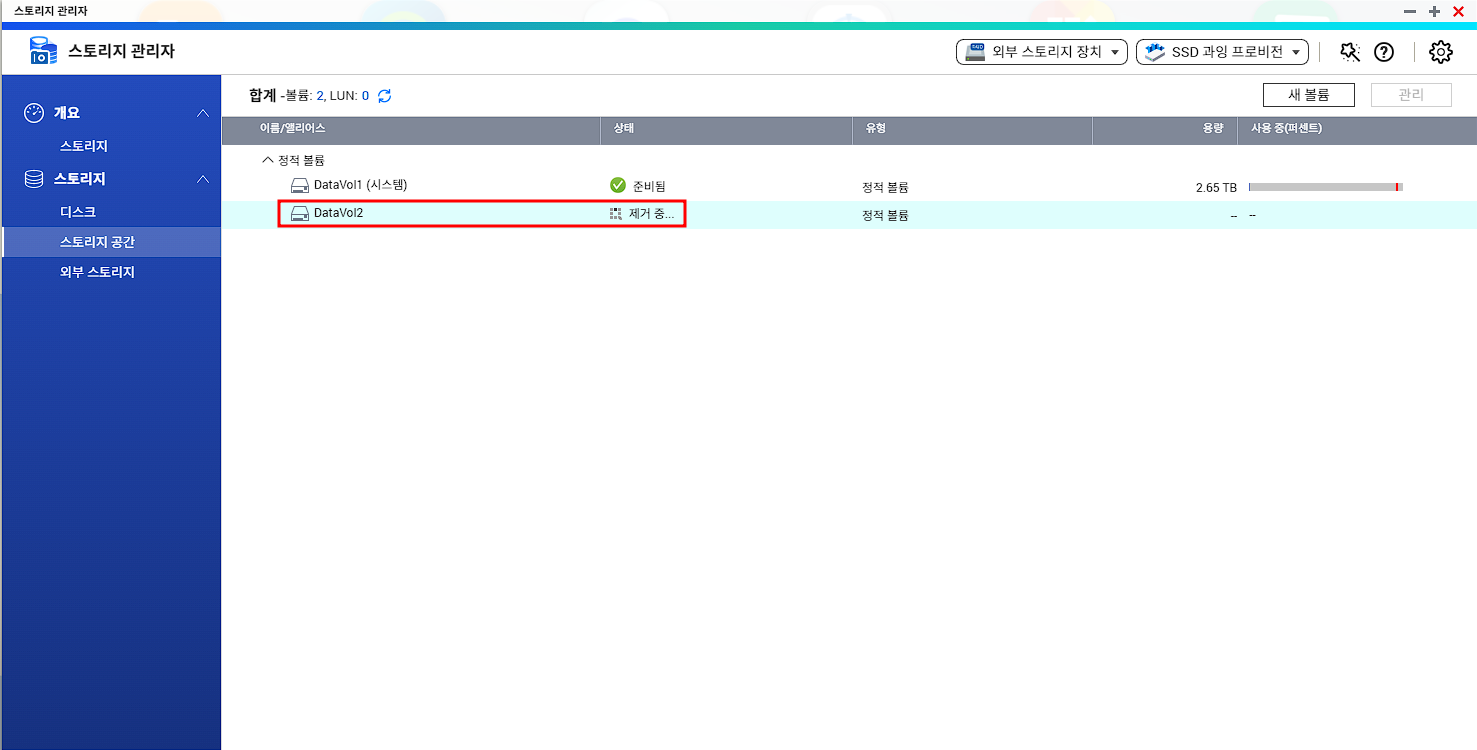 스토리지 관리자
스토리지 관리자
외부 스토리지 장치
SSD 과잉 프로비전
개요
스토리지
스토리지
디스크
스토리지 공간
외부 스토리지
합계 -볼륨: 2, LUN: 0
새 볼륨
관리
이름/앨리어스 상태 유형 용량 사용 중(퍼센트)
정적 볼륨
DataVol1 (시스템) 준비됨 정적 볼륨 2.65 TB
DataVol2 제거 중... 정적 볼륨 -- --